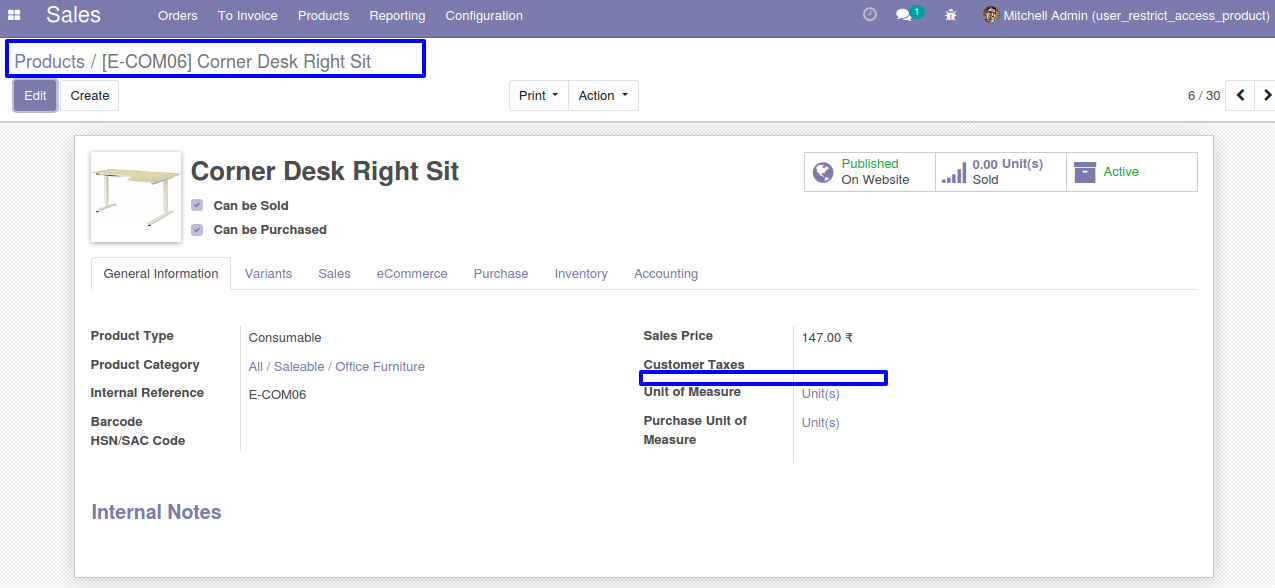 Sales Orders To Invoice Products Reporting Configuration 1 Mitchell Admin (user_restrict_access_product)
Products / [E-COM06] Corner Desk Right Sit
Edit Create Print Action 6 / 30
Corner Desk Right Sit
Can be Sold
Can be Purchased
Published
On Website
0.00 Unit(s)
Sold
Active
General Information Variants Sales eCommerce Purchase Inventory Accounting
Product Type Consumable
Product Category All / Saleable / Office Furniture
Internal Reference E-COM06
Barcode
HSN/SAC Code
Sales Price 147.00 ₹
Customer Taxes
Unit of Measure Unit(s)
Purchase Unit of Measure Unit(s)
Internal Notes